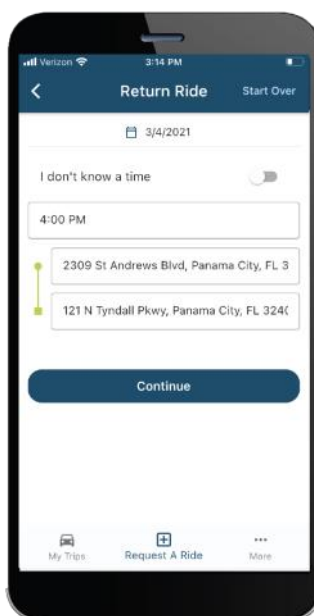 Verizon 3:14 PM
Return Ride Start Over
3/4/2021
I don't know a time
4:00 PM
2309 St Andrews Blvd, Panama City, FL 3
121 N Tyndall Pkwy, Panama City, FL 324(
Continue
My Trips Request A Ride More